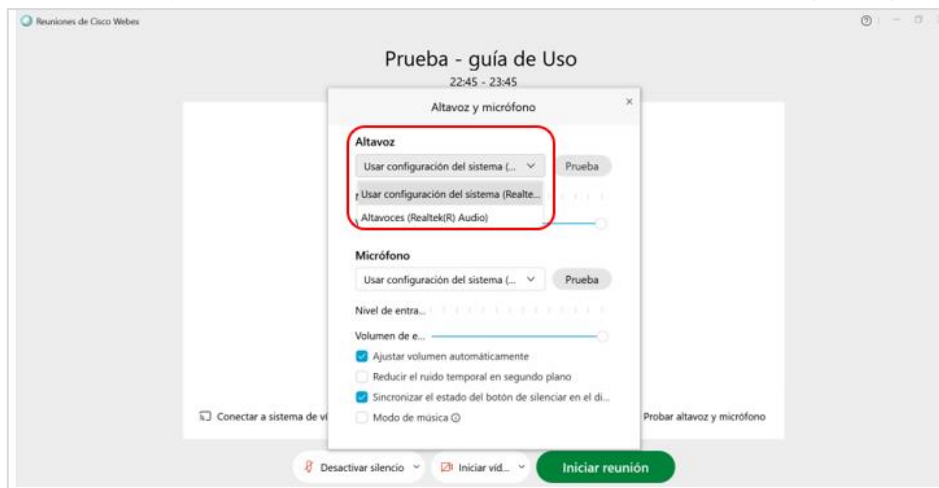 Reuniones de Cisco Webex
Prueba - guía de Uso
22:45 - 23:45
Altavoz y micrófono
Altavoz
Usar configuración del sistema (... Prueba
Usar configuración del sistema (Realte...
Altavoces (Realtek(R) Audio)
Micrófono
Usar configuración del sistema (... Prueba
Nivel de entra...
Volumen de e...
Ajustar volumen automáticamente
Reducir el ruido temporal en segundo plano
Sincronizar el estado del botón de silenciar en el di...
Modo de música
Conectar a sistema de ví
Probar altavoz y micrófono
Desactivar silencio Iniciar víd... Iniciar reunión